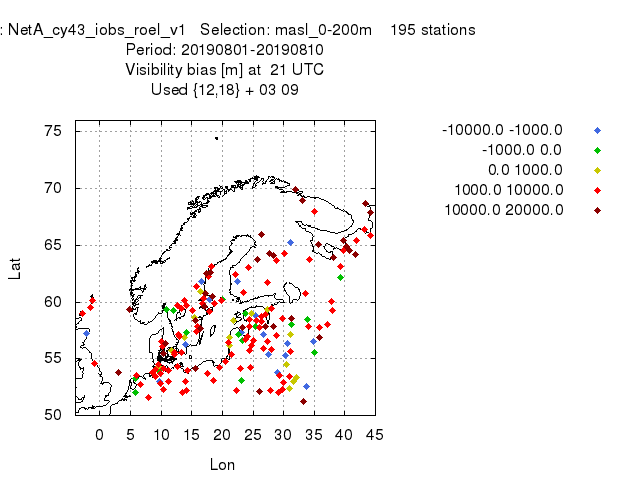 : NetA_cy43_iobs_roel_v1 Selection: masl_0-200m 195 stations
Period: 20190801-20190810
Visibility bias [m] at 21 UTC
Used {12,18} + 03 09
-10000.0 -1000.0
-1000.0 0.0
0.0 1000.0
1000.0 10000.0
10000.0 20000.0
75
70
65
60
55
50
Lat
0 5 10 15 20 25 30 35 40 45
Lon